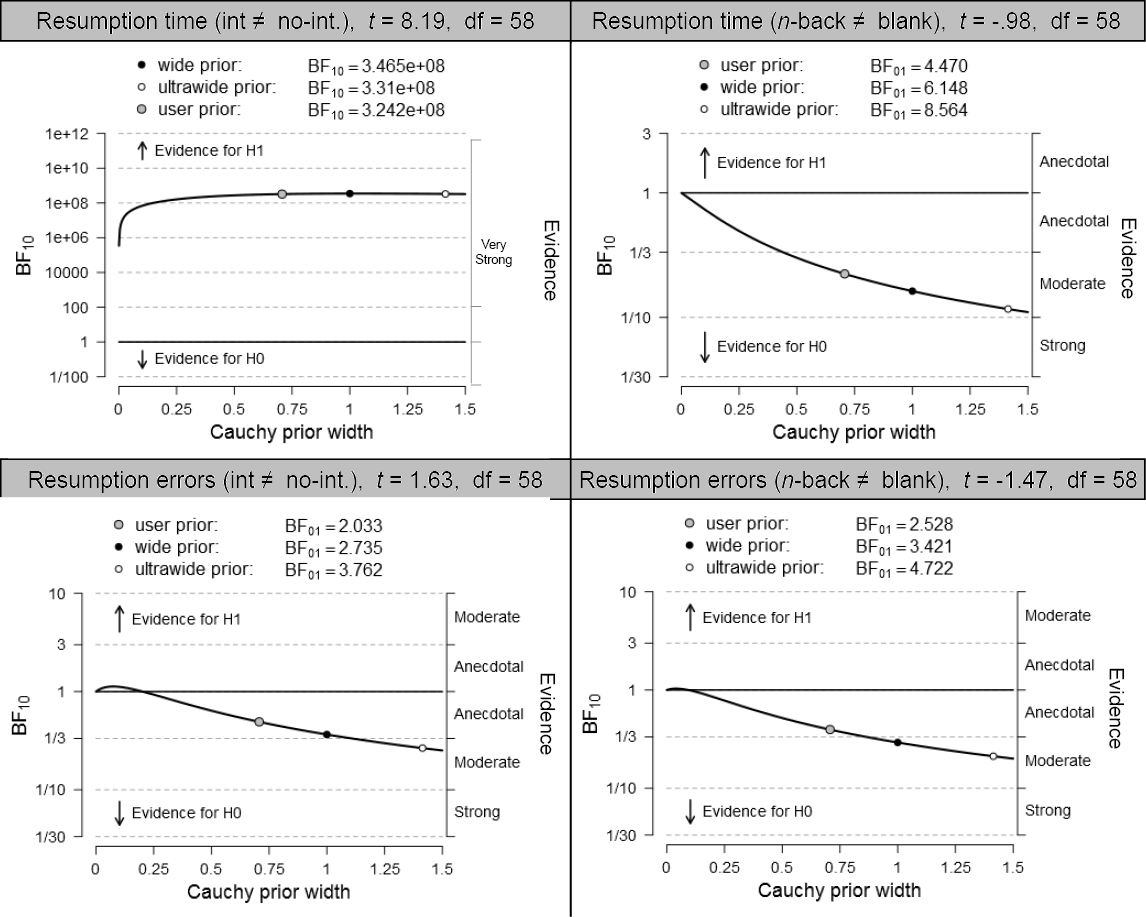 Resumption time (int ≠ no-int.), t = 8.19, df = 58
wide prior: BF10 = 3.465e+08
ultrawide prior: BF10 = 3.31e+08
user prior: BF10 = 3.242e+08
1e+12
1e+10
1e+08
1e+06
10000
100
1
1/100
BF10
Evidence for H1
Evidence for H0
Very
Strong
Evidence
0 0.25 0.5 0.75 1 1.25 1.5
Cauchy prior width
Resumption time (n-back ≠ blank), t = -.98, df = 58
user prior: BF01 = 4.470
wide prior: BF01 = 6.148
ultrawide prior: BF01 = 8.564
3
1
1/3
1/10
1/30
BF10
Evidence for H1
Evidence for H0
Anecdotal
Anecdotal
Moderate
Strong
Evidence
0 0.25 0.5 0.75 1 1.25 1.5
Cauchy prior width
Resumption errors (int ≠ no-int.), t = 1.63, df = 58
user prior: BF01 = 2.033
wide prior: BF01 = 2.735
ultrawide prior: BF01 = 3.762
10
3
1
1/3
1/10
1/30
BF10
Evidence for H1
Evidence for H0
Moderate
Anecdotal
Anecdotal
Moderate
Strong
Evidence
0 0.25 0.5 0.75 1 1.25 1.5
Cauchy prior width
Resumption errors (n-back ≠ blank), t = -1.47, df = 58
user prior: BF01 = 2.528
wide prior: BF01 = 3.421
ultrawide prior: BF01 = 4.722
10
3
1
1/3
1/10
1/30
BF10
Evidence for H1
Evidence for H0
Moderate
Anecdotal
Anecdotal
Moderate
Strong
Evidence
0 0.25 0.5 0.75 1 1.25 1.5
Cauchy prior width